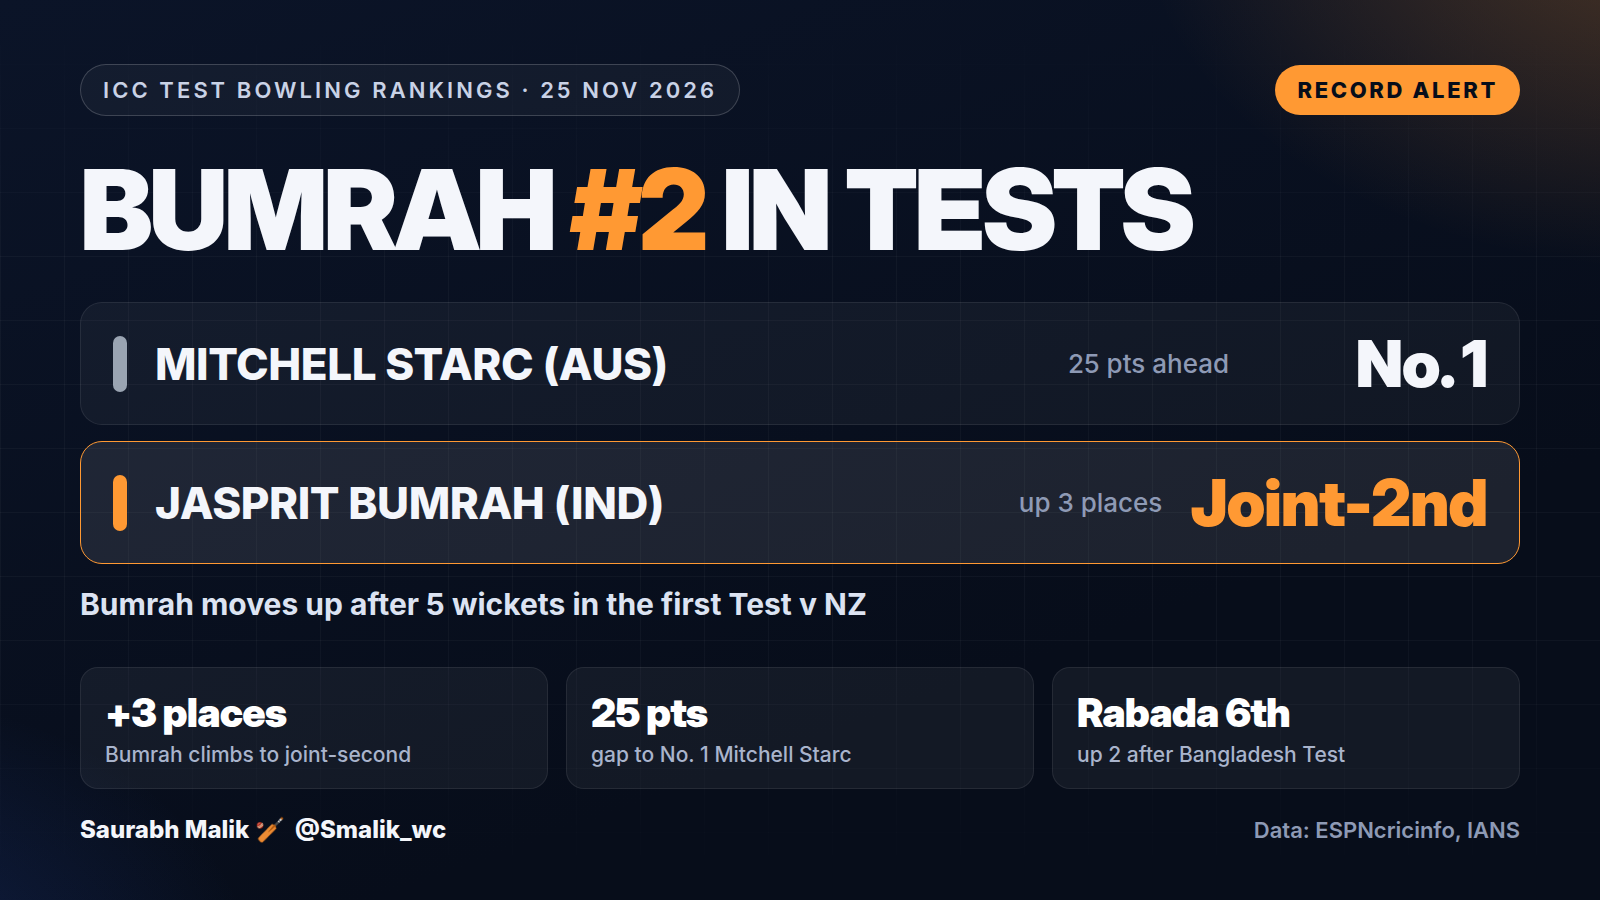 ICC TEST BOWLING RANKINGS · 25 NOV 2026
RECORD ALERT
BUMRAH #2 IN TESTS
MITCHELL STARC (AUS)
25 pts ahead
No.1
JASPRIT BUMRAH (IND)
up 3 places
Joint-2nd
Bumrah moves up after 5 wickets in the first Test v NZ
+3 places
Bumrah climbs to joint-second
25 pts
gap to No. 1 Mitchell Starc
Rabada 6th
up 2 after Bangladesh Test
Saurabh Malik 🏏 @Smalik_wc
Data: ESPNcricinfo, IANS